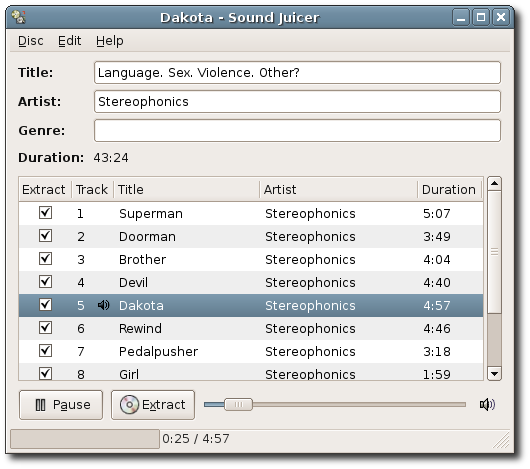 Dakota - Sound Juicer
Disc Edit Help
Title: Language. Sex. Violence. Other?
Artist: Stereophonics
Genre:
Duration: 43:24
Extract Track Title Artist Duration
1 Superman Stereophonics 5:07
2 Doorman Stereophonics 3:49
3 Brother Stereophonics 4:04
4 Devil Stereophonics 4:40
5 Dakota Stereophonics 4:57
6 Rewind Stereophonics 4:46
7 Pedalpusher Stereophonics 3:18
8 Girl Stereophonics 1:59
Pause Extract
0:25 / 4:57